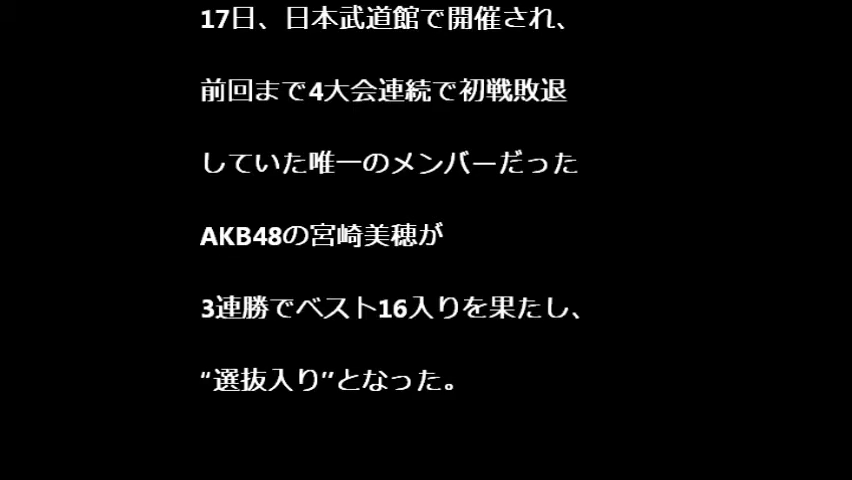 17日、日本武道館で開催され、
前回まで4大会連続で初戦敗退
していた唯一のメンバーだった
AKB48の宮崎美穂が
3連勝でベスト16入りを果たし、
“選抜入り”となった。